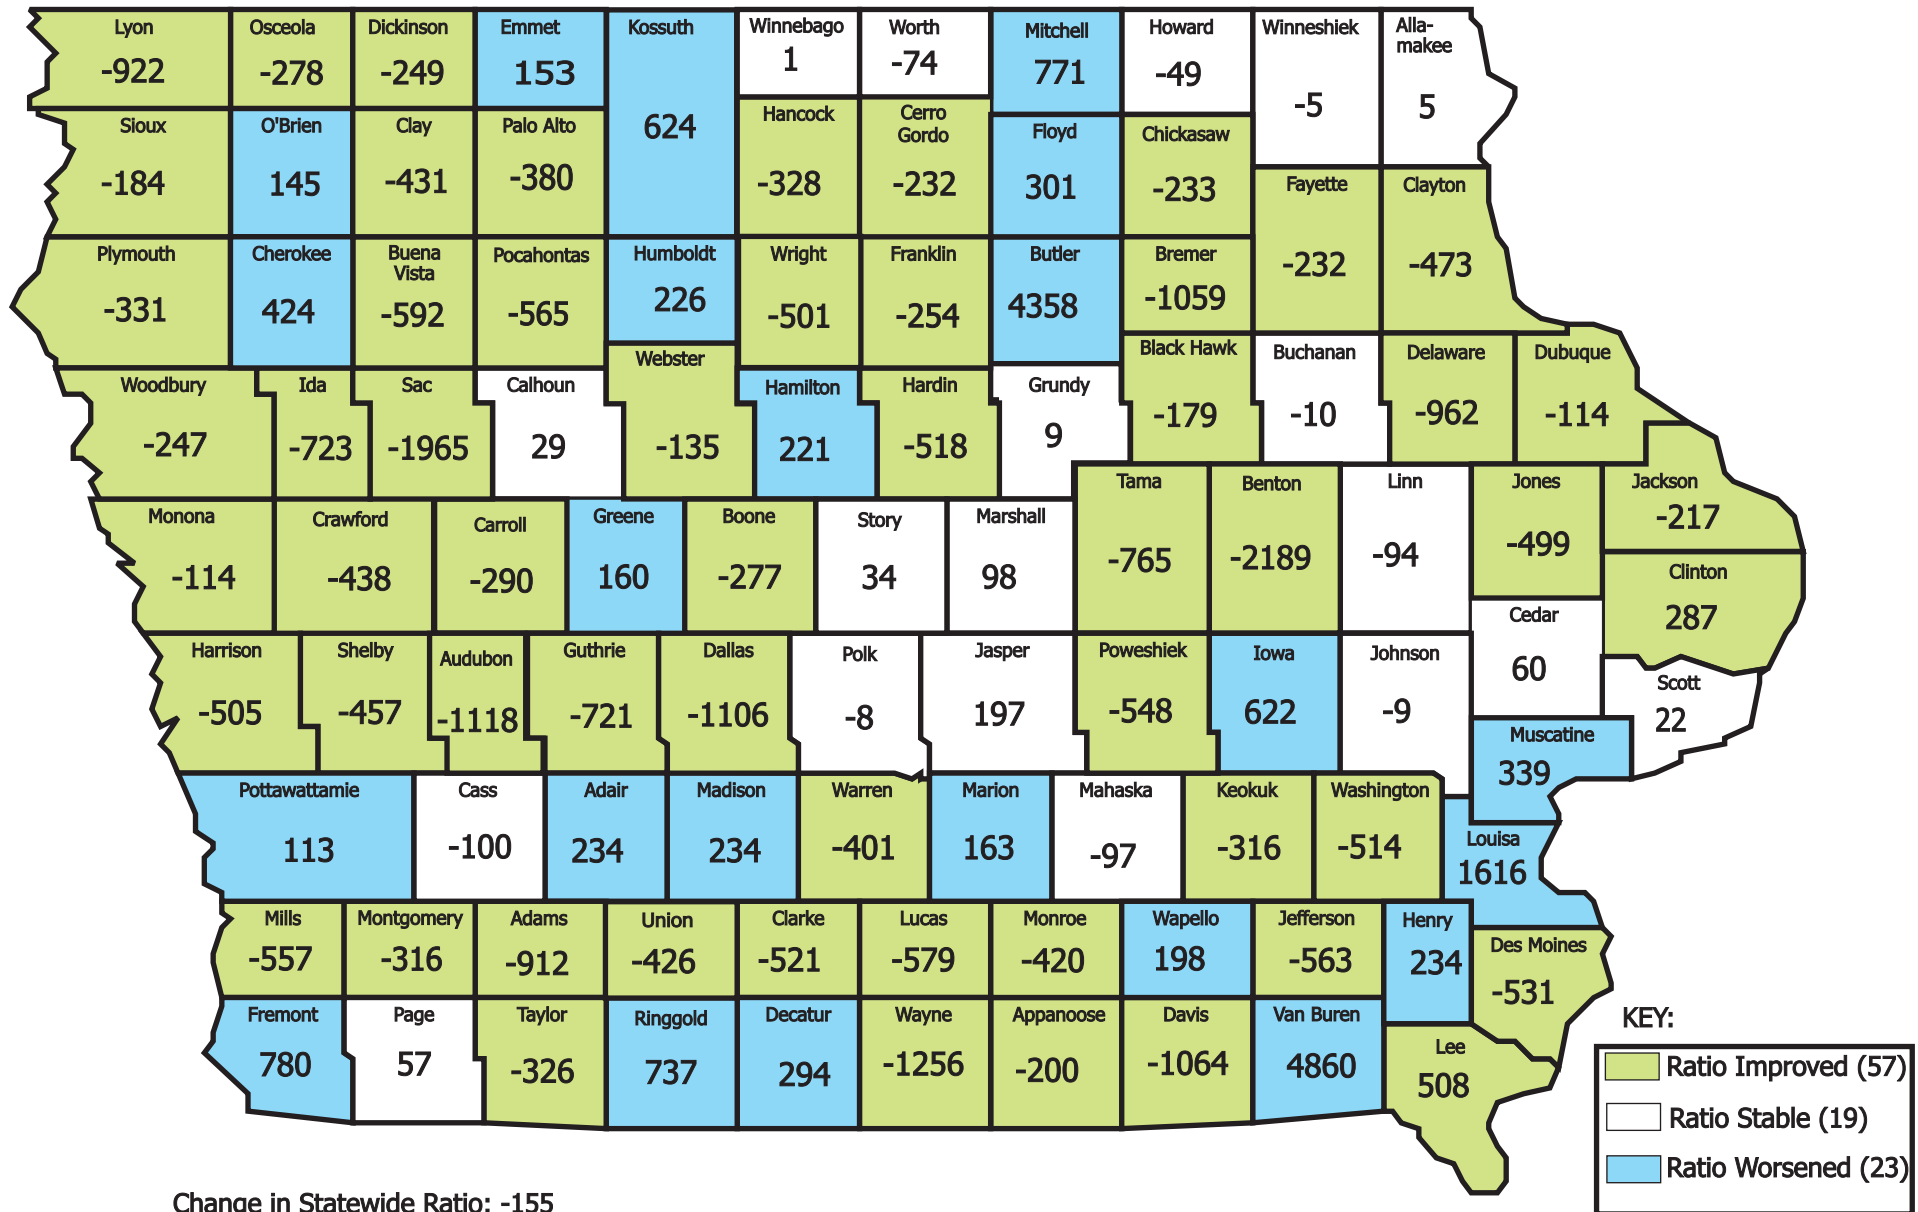 Lyon
-922
Osceola
-278
Dickinson
-249
Emmet
153
Kossuth
624
Winnebago
1
Worth
-74
Mitchell
771
Howard
-49
Winneshiek
-5
Alla-
makee
5
Sioux
-184
O'Brien
145
Clay
-431
Palo Alto
-380
Hancock
-328
Cerro
Gordo
-232
Floyd
301
Chickasaw
-233
Fayette
-232
Clayton
-473
Plymouth
-331
Cherokee
424
Buena
Vista
-592
Pocahontas
-565
Humboldt
226
Wright
-501
Franklin
-254
Butler
4358
Bremer
-1059
Woodbury
-247
Ida
-723
Sac
-1965
Calhoun
29
Webster
-135
Hamilton
221
Hardin
-518
Grundy
9
Black Hawk
-179
Buchanan
-10
Delaware
-962
Dubuque
-114
Monona
-114
Crawford
-438
Carroll
-290
Greene
160
Boone
-277
Story
34
Marshall
98
Tama
-765
Benton
-2189
Linn
-94
Jones
-499
Jackson
-217
Clinton
287
Cedar
60
Harrison
-505
Shelby
-457
Audubon
-1118
Guthrie
-721
Dallas
-1106
Polk
-8
Jasper
197
Poweshiek
-548
Iowa
622
Johnson
-9
Scott
22
Muscatine
339
Pottawattamie
113
Cass
-100
Adair
234
Madison
234
Warren
-401
Marion
163
Mahaska
-97
Keokuk
-316
Washington
-514
Louisa
1616
Mills
-557
Montgomery
-316
Adams
-912
Union
-426
Clarke
-521
Lucas
-579
Monroe
-420
Wapello
198
Jefferson
-563
Henry
234
Des Moines
-531
Fremont
780
Page
57
Taylor
-326
Ringgold
737
Decatur
294
Wayne
-1256
Appanoose
-200
Davis
-1064
Van Buren
4860
Lee
508
KEY:
Ratio Improved (57)
Ratio Stable (19)
Ratio Worsened (23)
Change in Statewide Ratio: -155